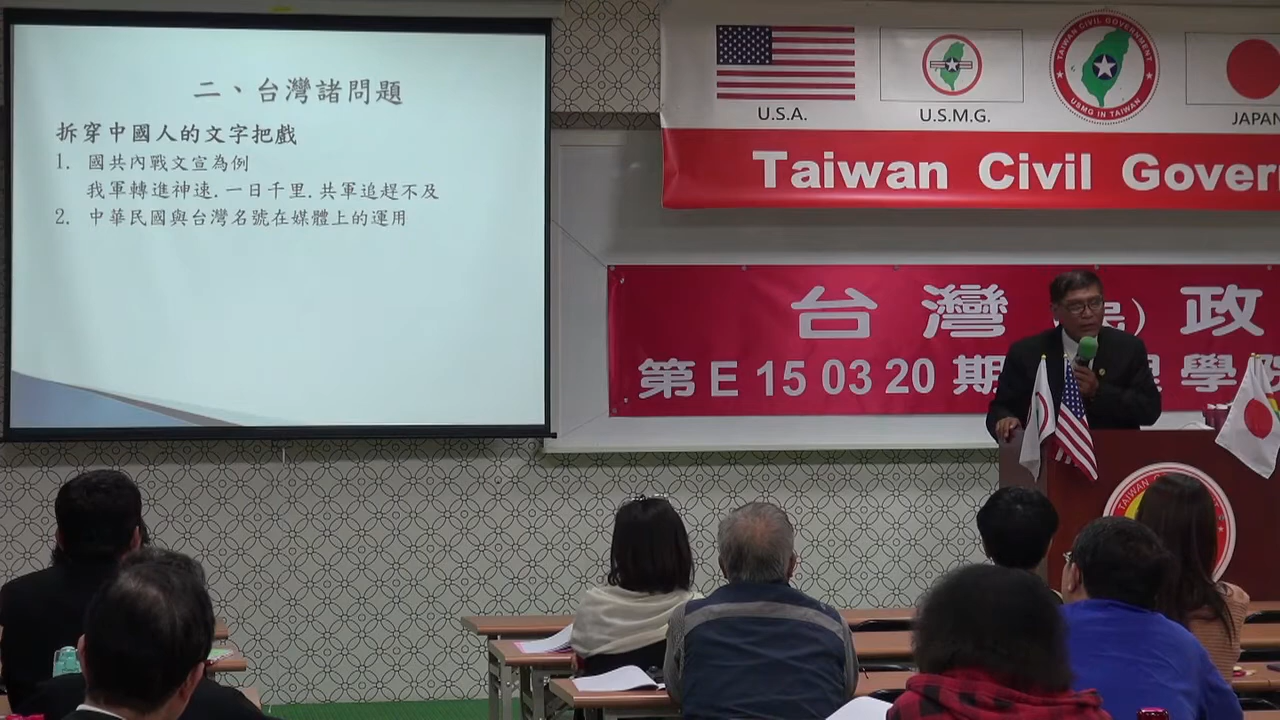 二、台灣諸問題
拆穿中國人的文字把戲
1. 國共內戰文宣為例
我軍轉進神速.一日千里.共軍追趕不及
2. 中華民國與台灣名號在媒體上的運用
U.S.A.
U.S.M.G.
TAIWAN CIVIL GOVERNMENT
USMG IN TAIWAN
JAPAN
Taiwan Civil Gover
台灣 民) 政
第E 15 03 20 期 理學院
TAIWAN